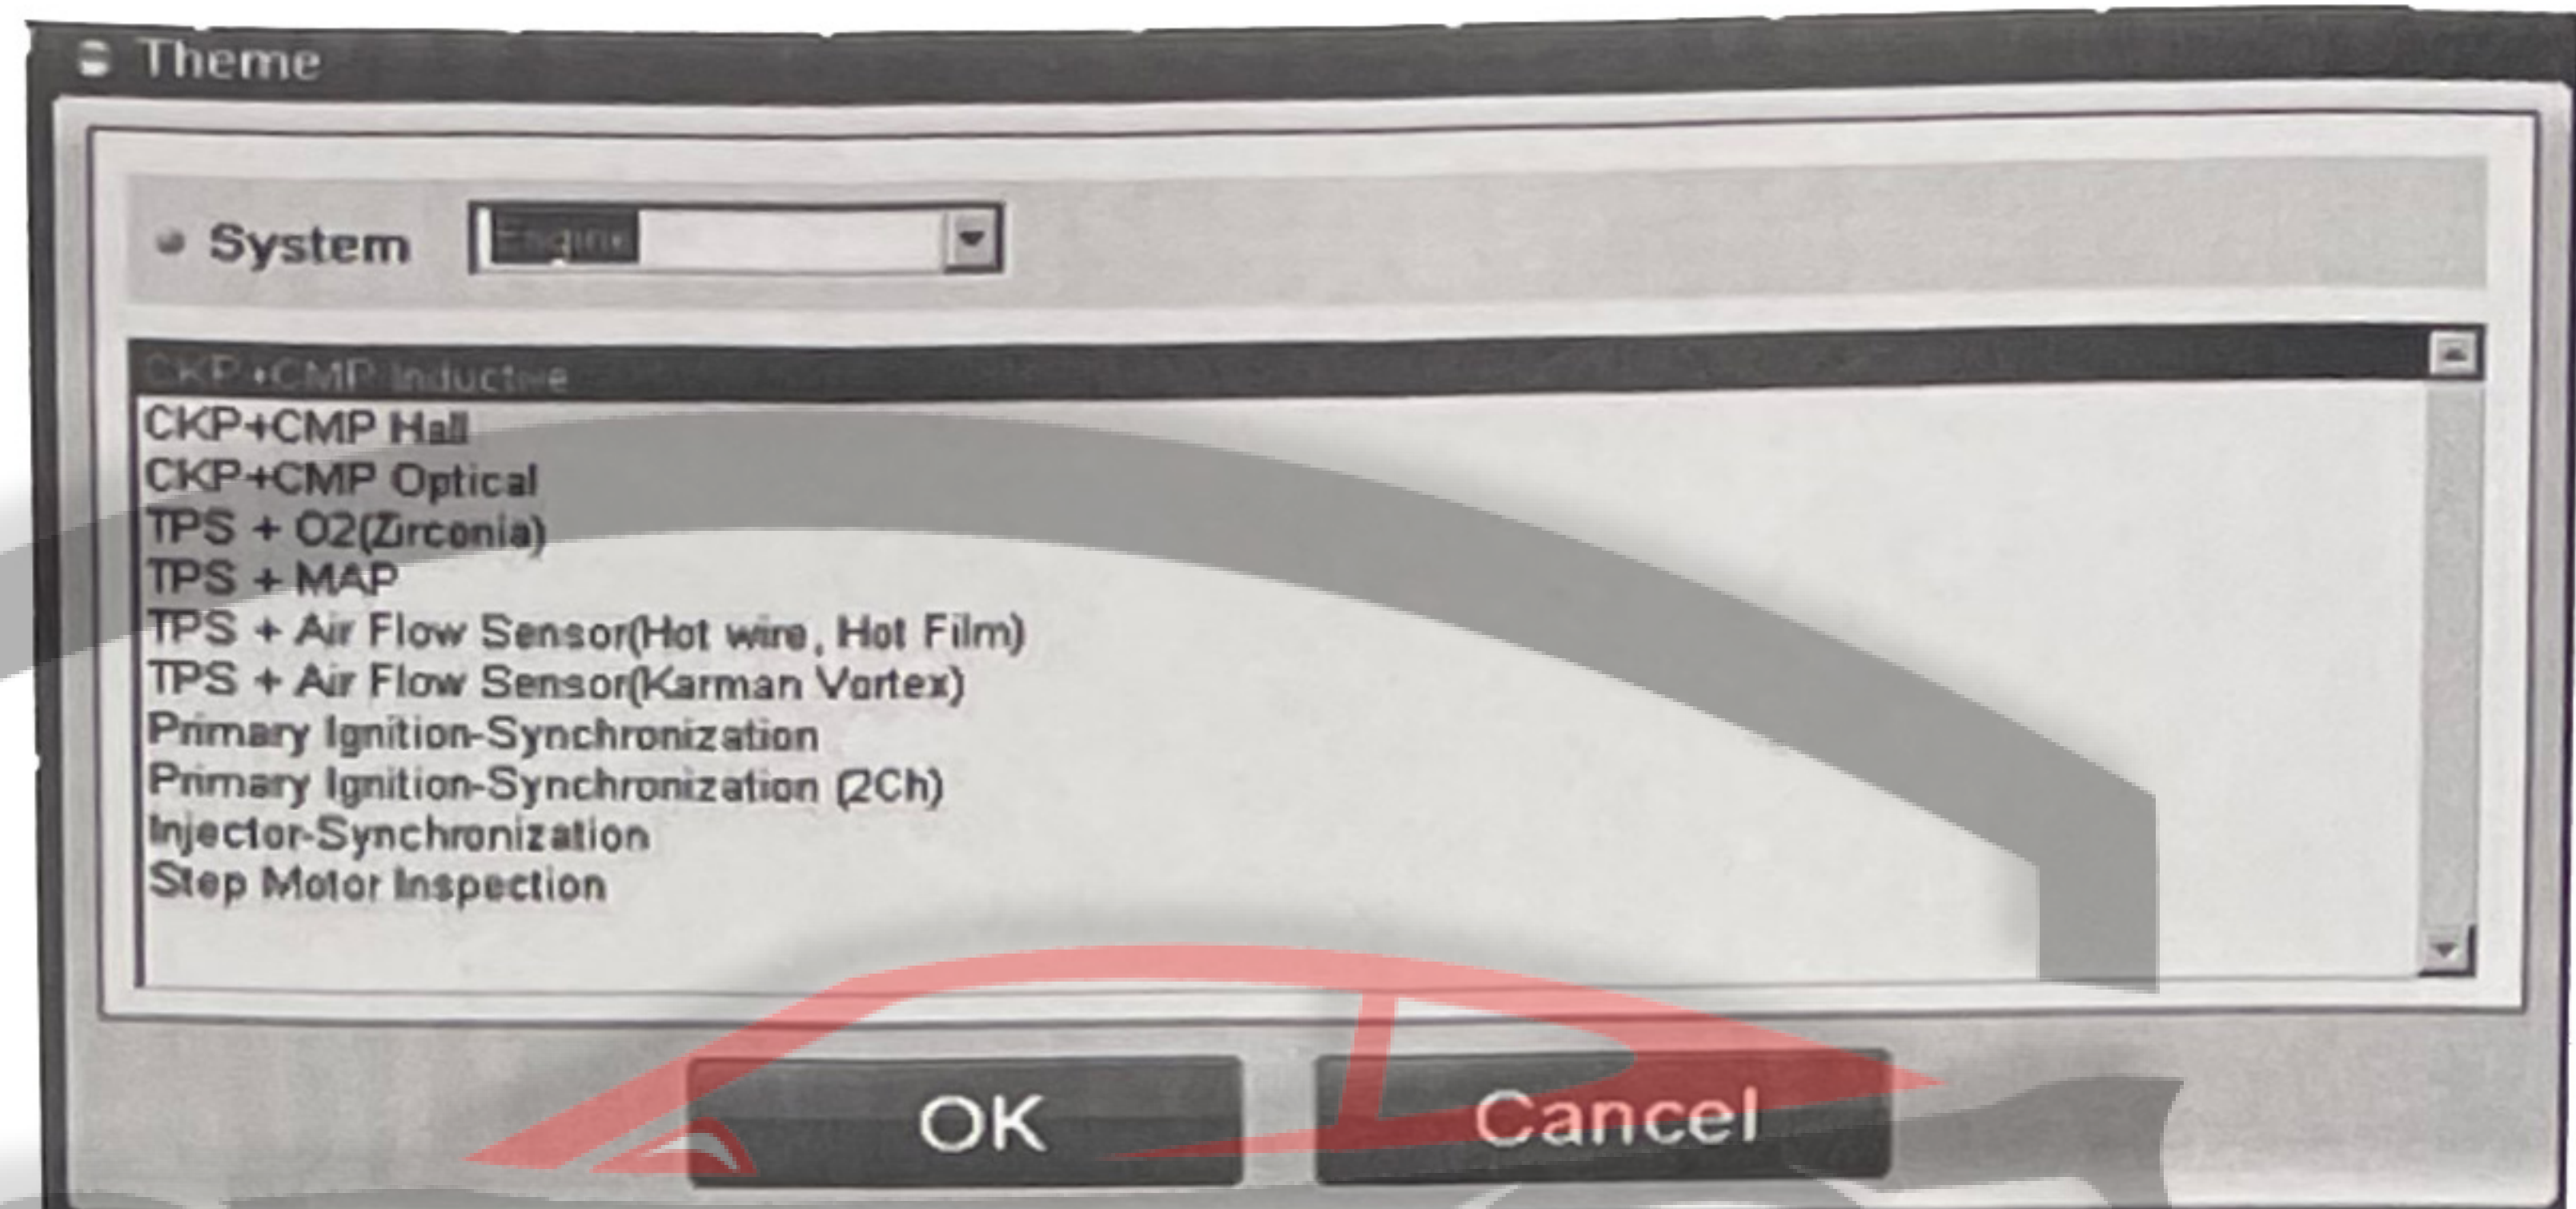 Theme
System Engine
CKP+CMP Inductive
CKP+CMP Hall
CKP+CMP Optical
TPS + O2(Zirconia)
TPS + MAP
TPS + Air Flow Sensor(Hot wire, Hot Film)
TPS + Air Flow Sensor(Karman Vortex)
Primary Ignition-Synchronization
Primary Ignition-Synchronization (2Ch)
Injector-Synchronization
Step Motor Inspection
OK Cancel